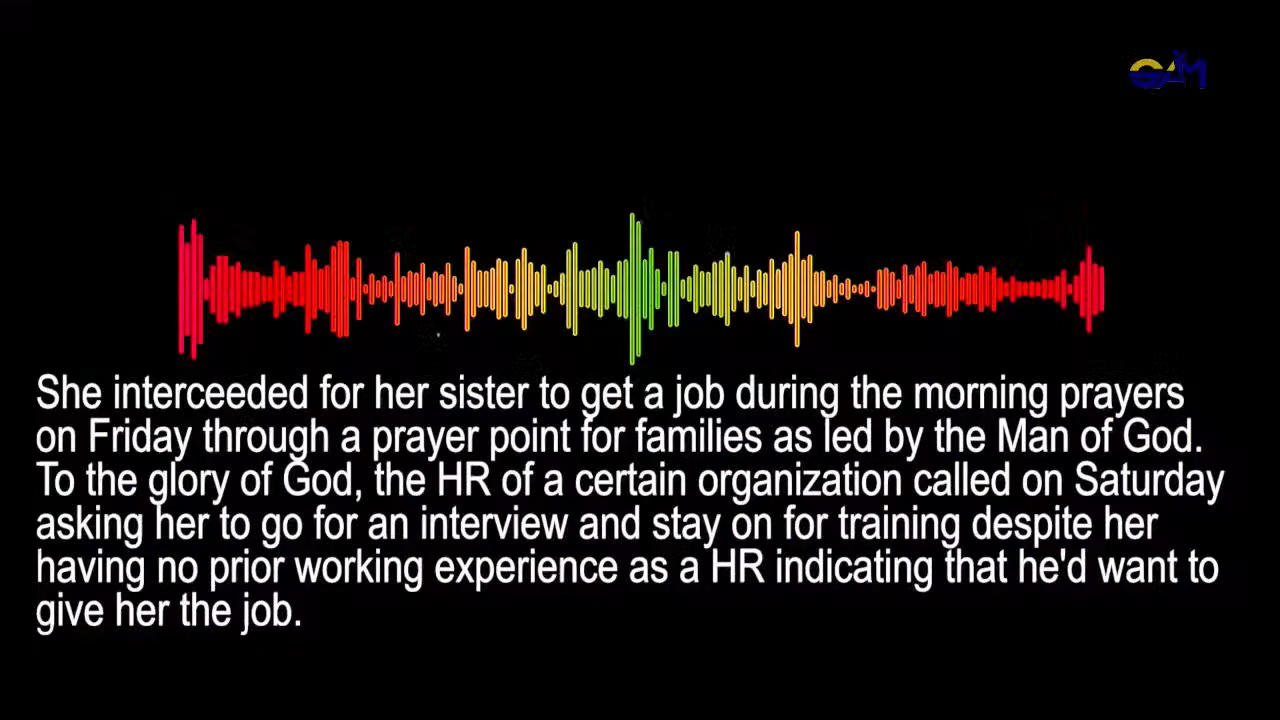 GAM
She interceeded for her sister to get a job during the morning prayers
on Friday through a prayer point for families as led by the Man of God.
To the glory of God, the HR of a certain organization called on Saturday
asking her to go for an interview and stay on for training despite her
having no prior working experience as a HR indicating that he'd want to
give her the job.